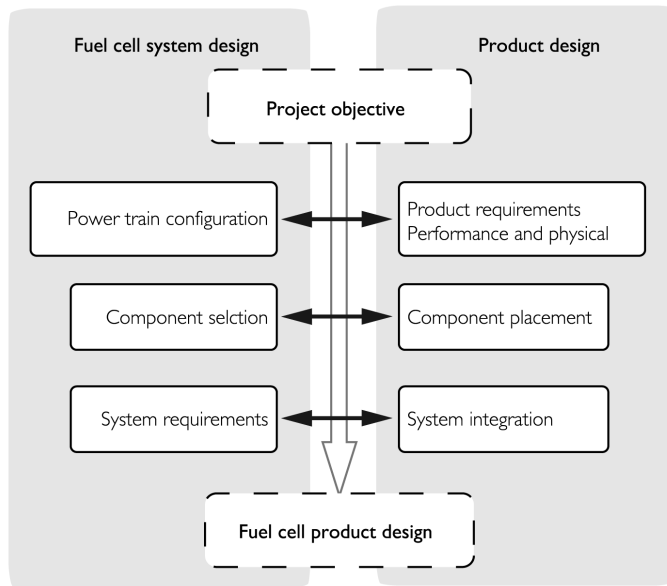 Fuel cell system design
Product design
Project objective
Power train configuration
Product requirements
Performance and physical
Component selction
Component placement
System requirements
System integration
Fuel cell product design